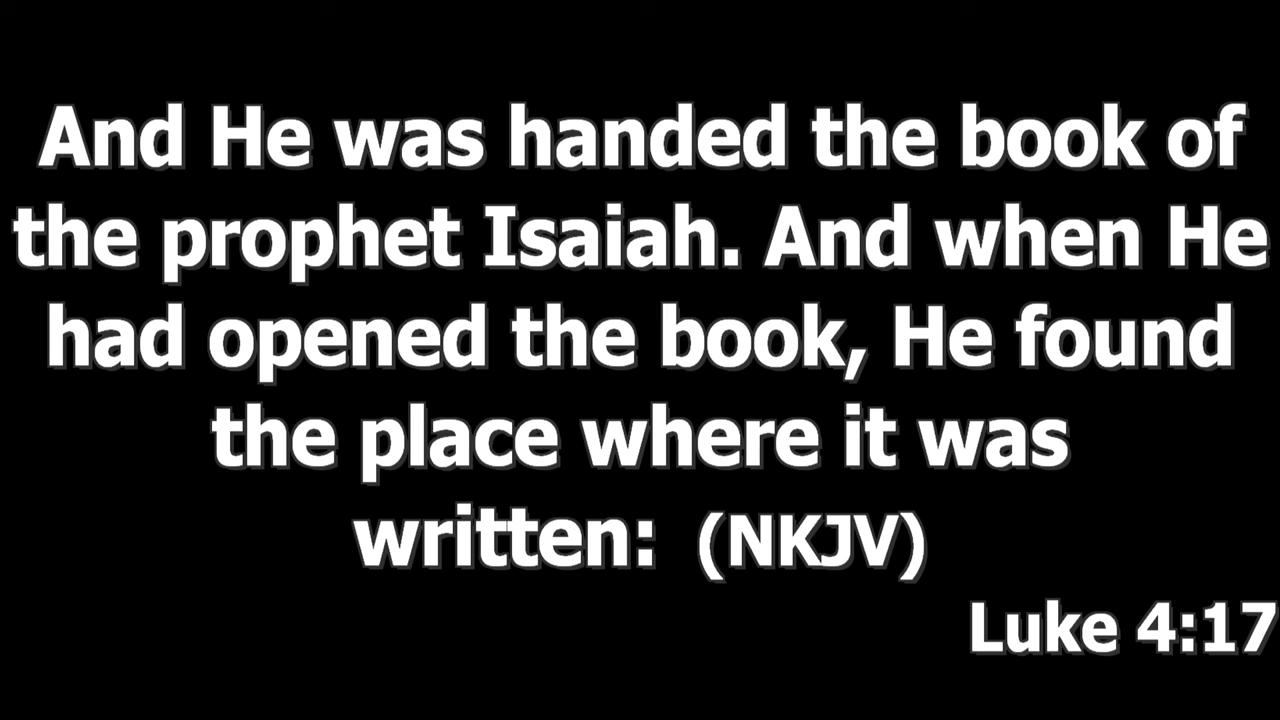 And He was handed the book of
the prophet Isaiah. And when He
had opened the book, He found
the place where it was
written: (NKJV)
Luke 4:17